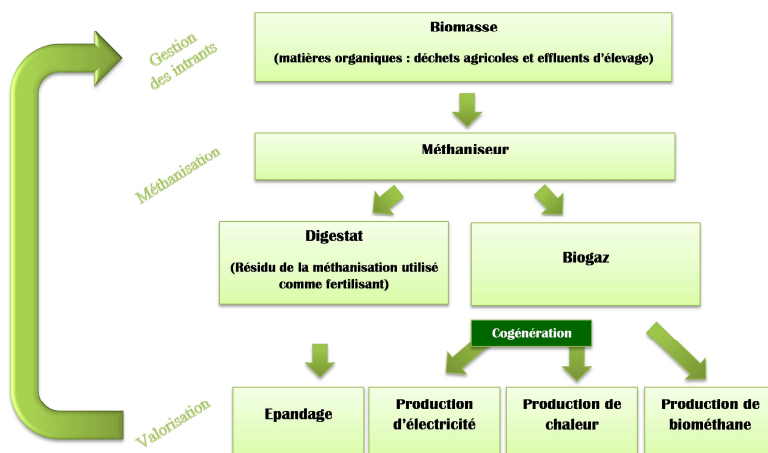 Gestion
des intrants
Biomasse
(matières organiques : déchets agricoles et effluents d'élevage)
Méthanisation
Méthaniseur
Digestat
(Résidu de la méthanisation utilisé
comme fertilisant)
Biogaz
Cogénération
Valorisation
Epandage
Production
d'électricité
Production de
chaleur
Production de
biométhane